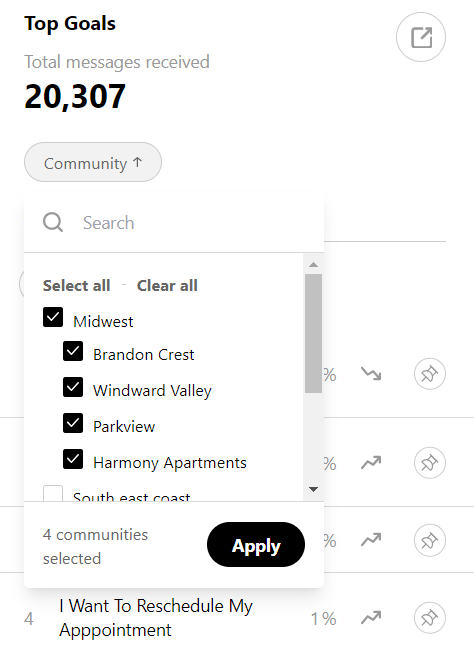 Top Goals
Total messages received
20,307
Community ↑
Search
Select all - Clear all
Midwest
Brandon Crest
%
Windward Valley
Parkview
Harmony Apartments
%
South east coast
4 communities
selected
Apply
%
4 I Want To Reschedule My
Apppointment
1%